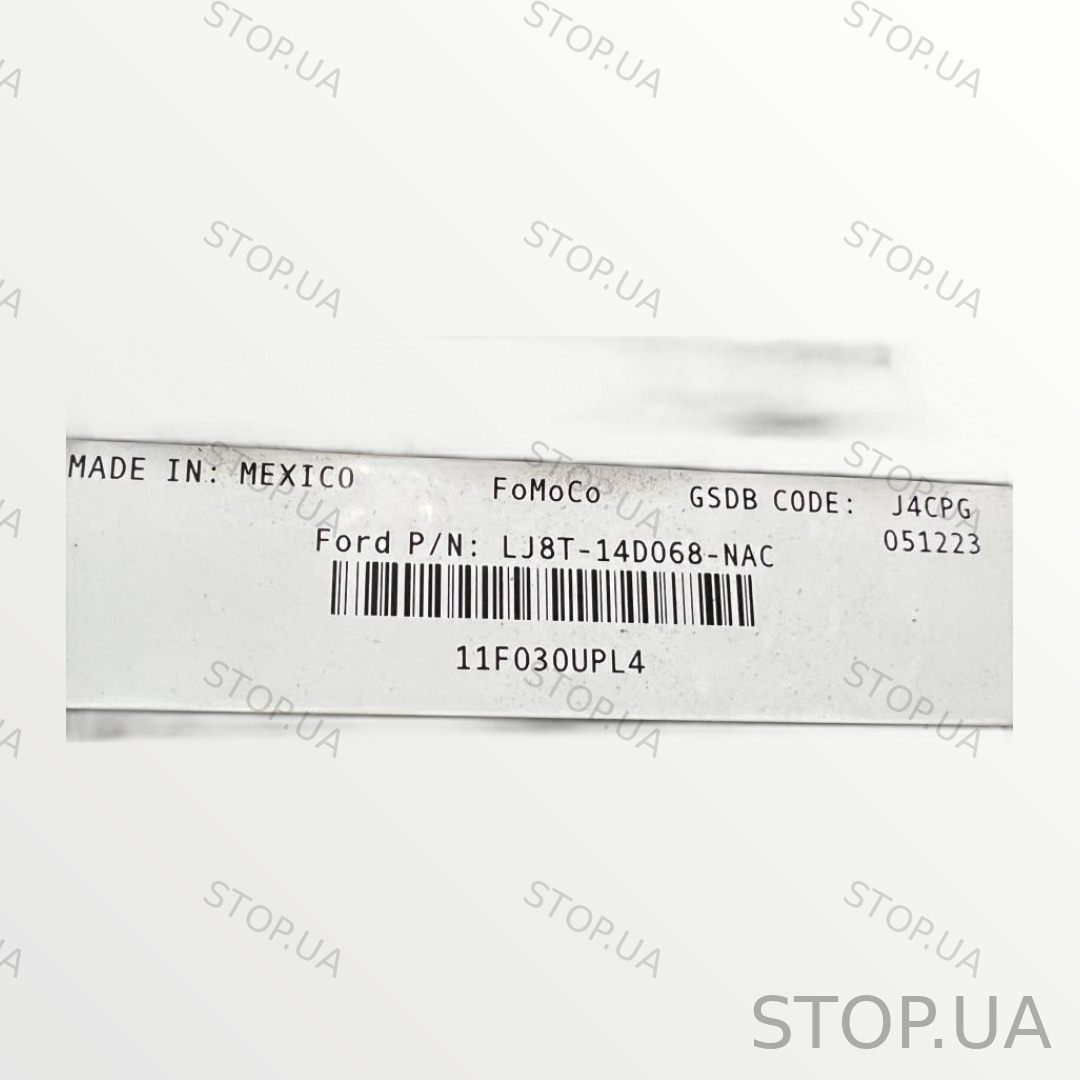 MADE IN: MEXICO FoMoCo GSDB CODE: J4CPG
051223
Ford P/N: LJ8T-14D068-NAC
11F030UPL4
STOP.UA